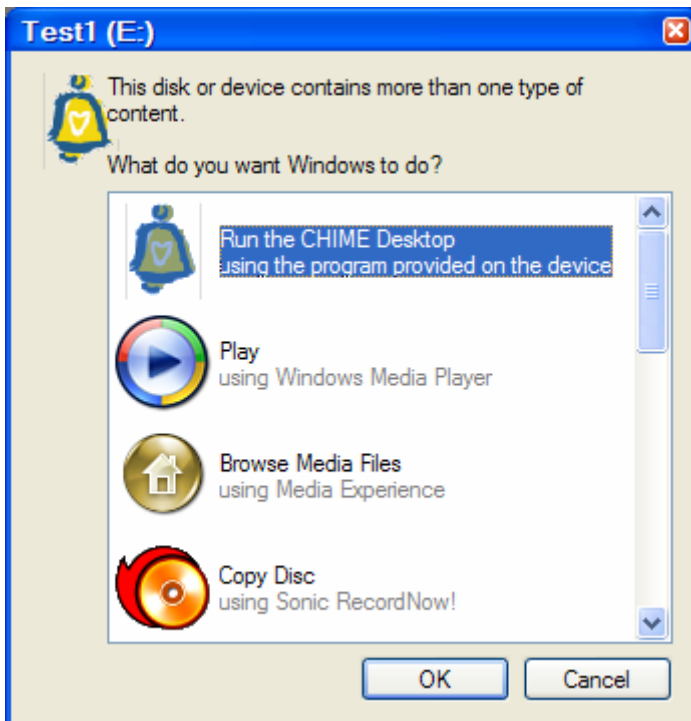 Test1 (E:)
This disk or device contains more than one type of
content.
What do you want Windows to do?
Run the CHIME Desktop
using the program provided on the device
Play
using Windows Media Player
Browse Media Files
using Media Experience
Copy Disc
using Sonic RecordNow!
OK
Cancel